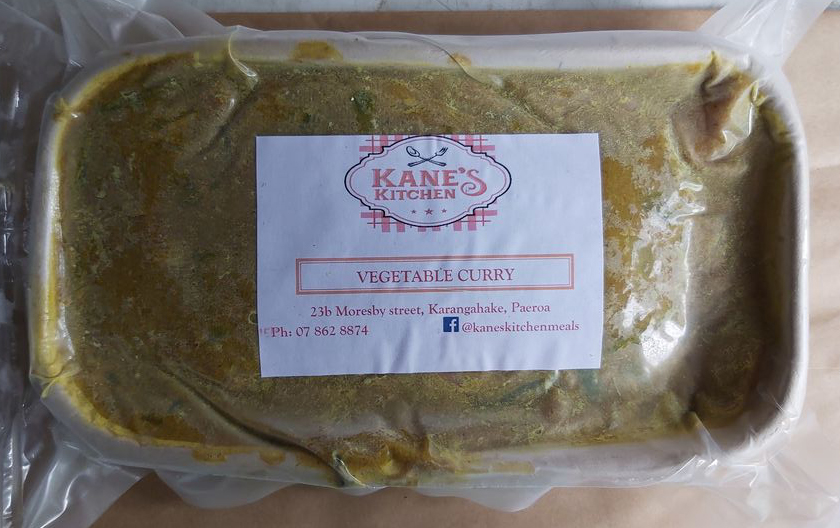 KANE'S
KITCHEN
VEGETABLE CURRY
23b Moresby street, Karangahake, Paeroa
Ph: 07 862 8874
@kaneskitchenmeals